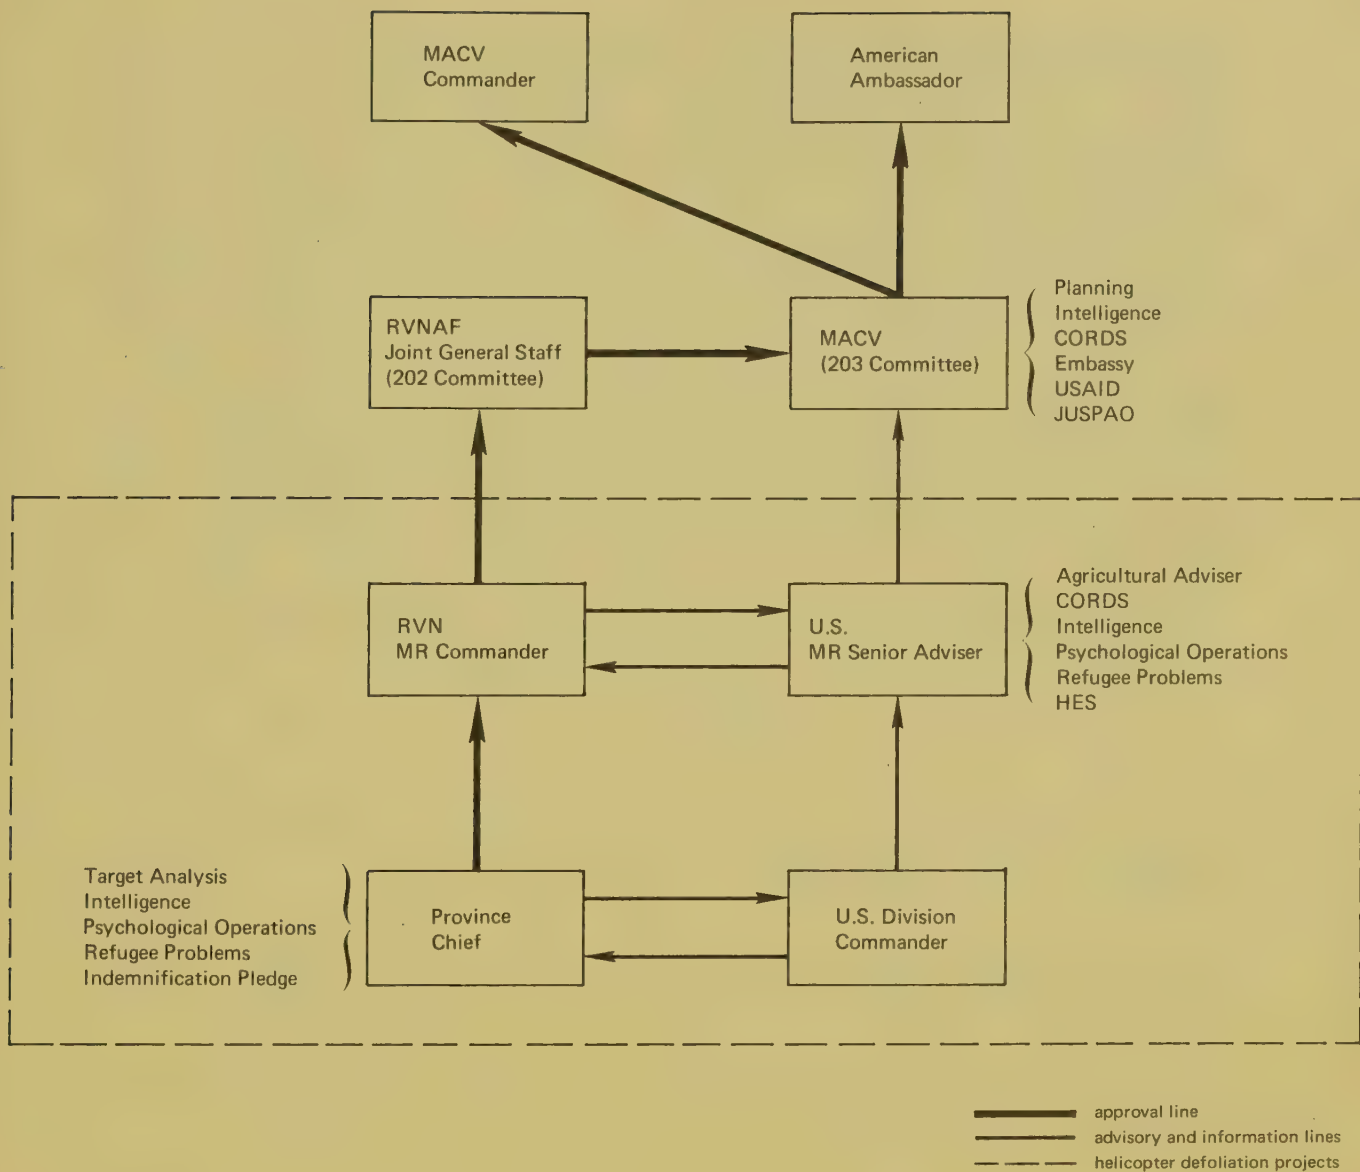 MACV
Commander
American
Ambassador
RVNAF
Joint General Staff
(202 Committee)
MACV
(203 Committee)
Planning
Intelligence
CORDS
Embassy
USAID
JUSPAO
RVN
MR Commander
U.S.
MR Senior Adviser
Agricultural Adviser
CORDS
Intelligence
Psychological Operations
Refugee Problems
HES
Target Analysis
Intelligence
Psychological Operations
Refugee Problems
Indemnification Pledge
Province
Chief
U.S. Division
Commander
approval line
advisory and information lines
helicopter defoliation projects